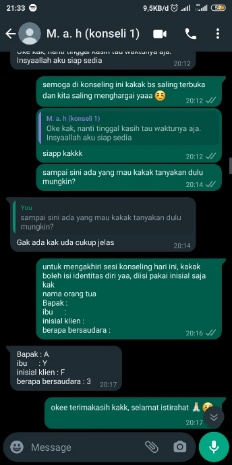 21:33
9,5KB/d
M. a. h (konseli 1)
Oke kak, nanti tinggal kasih tau waktunya aja.
Insyaallah aku siap sedia
20:12
semoga di konseling ini kakak bs saling terbuka
dan kita saling menghargai yaaa 😊
20:12
M. a. h (konseli 1)
Oke kak, nanti tinggal kasih tau waktunya aja.
Insyaallah aku siap sedia
siapp kakkk
20:12
sampai sini ada yang mau kakak tanyakan dulu
mungkin?
20:14
You
sampai sini ada yang mau kakak tanyakan dulu
mungkin?
Gak ada kak uda cukup jelas
20:14
untuk mengakhiri sesi konseling hari ini, kakak
boleh isi identitas diri yaa, diisi pakai inisial saja
kak
nama orang tua
Bapak :
ibu :
inisial klien :
berapa bersaudara :
20:16
Bapak : A
ibu : Y
inisial klien : F
berapa bersaudara : 3
20:17
okee terimakasih kakk, selamat istirahat 🙏
20:17
Message